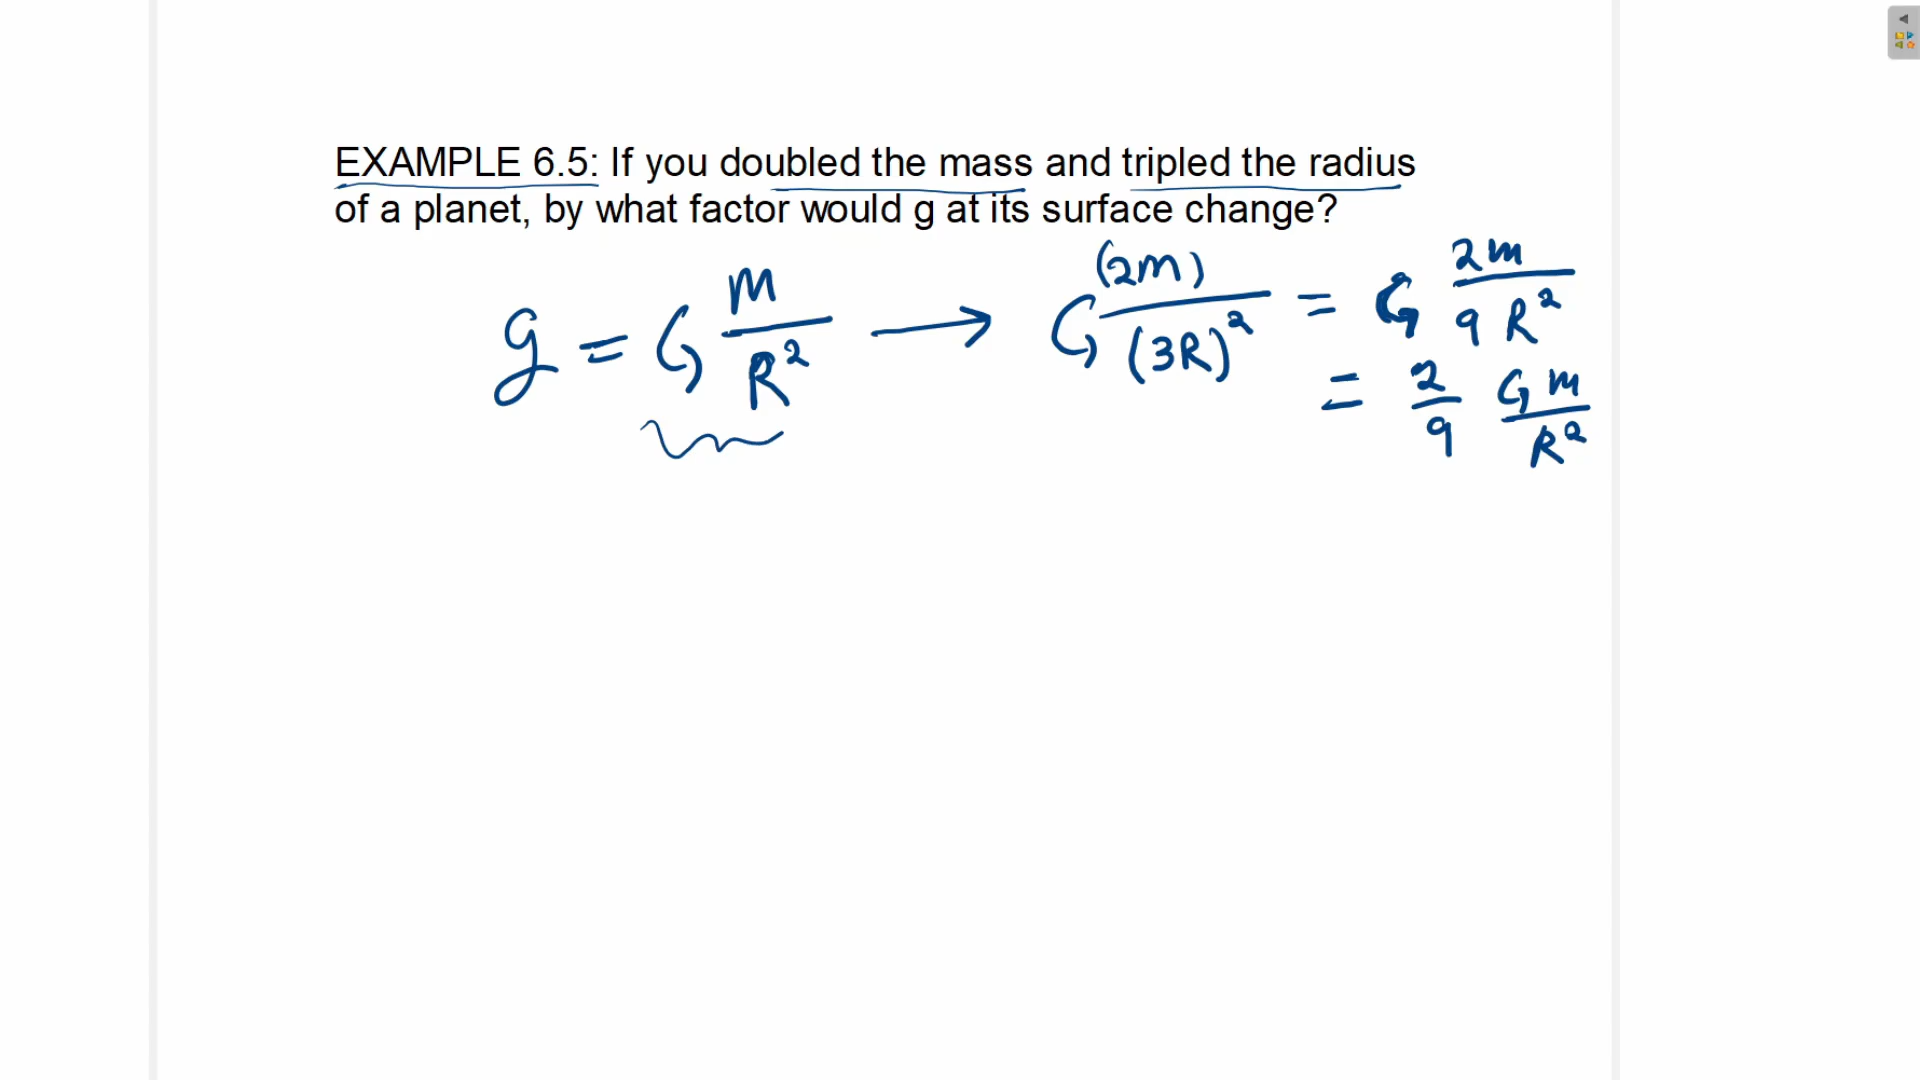 EXAMPLE 6.5: If you doubled the mass and tripled the radius
of a planet, by what factor would g at its surface change?
g = G m/R² → G (2m)/(3R)² = G 2m/9R²
= 2/9 Gm/R²